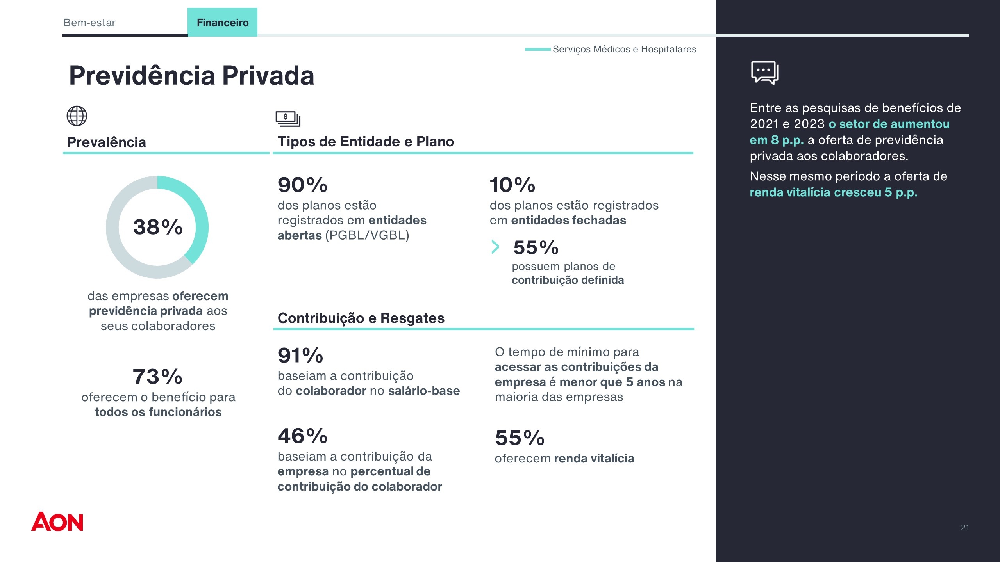 Bem-estar
Financeiro
Serviços Médicos e Hospitalares
Previdência Privada
Prevalência
38%
das empresas oferecem
previdência privada aos
seus colaboradores
73%
oferecem o benefício para
todos os funcionários
$
Tipos de Entidade e Plano
90%
dos planos estão
registrados em entidades
abertas (PGBL/VGBL)
10%
dos planos estão registrados
em entidades fechadas
55%
possuem planos de
contribuição definida
Contribuição e Resgates
91%
baseiam a contribuição
do colaborador no salário-base
O tempo de mínimo para
acessar as contribuições da
empresa é menor que 5 anos na
maioria das empresas
46%
baseiam a contribuição da
empresa no percentual de
contribuição do colaborador
55%
oferecem renda vitalícia
Entre as pesquisas de benefícios de
2021 e 2023 o setor de aumentou
em 8 p.p. a oferta de previdência
privada aos colaboradores.
Nesse mesmo período a oferta de
renda vitalícia cresceu 5 p.p.
AON
21